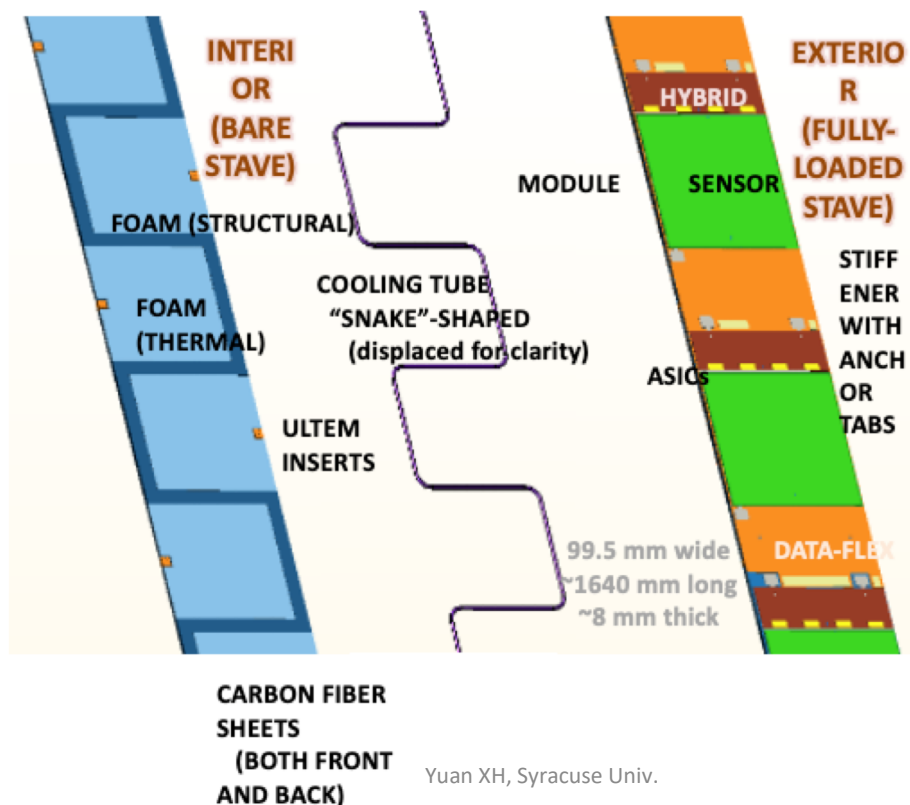 INTERI
OR
(BARE
STAVE)
FOAM (STRUCTURAL)
FOAM
(THERMAL)
ULTEM
INSERTS
COOLING TUBE
“SNAKE”-SHAPED
(displaced for clarity)
MODULE
HYBRID
SENSOR
ASICs
EXTERIO
R
(FULLY-
LOADED
STAVE)
STIFF
ENER
WITH
ANCH
OR
TABS
DATA-FLEX
99.5 mm wide
~1640 mm long
~8 mm thick
CARBON FIBER
SHEETS
(BOTH FRONT
AND BACK)
Yuan XH, Syracuse Univ.